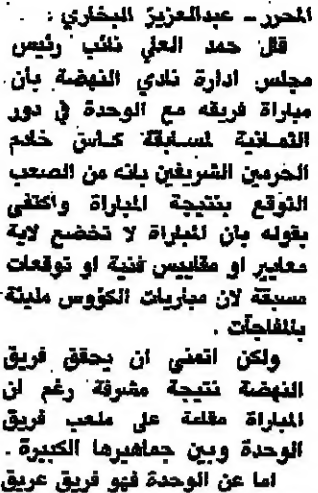 المحرر – عبدالعزيز البخاري :
قال حمد العلي نائب رئيس
مجلس ادارة نادي النهضة بأن
مباراة فريقه مع الوحدة في دور
الثمانية لمسابقة كأس خادم
الحرمين الشريفين بانه من الصعب
التوقع بنتيجة المباراة واكتفى
بقوله بان المباراة لا تخضع لاية
معايير او مقاييس فنية او توقعات
مسبقة لان مباريات الكؤوس مليئة
بالمفاجآت .
ولكن اتمنى ان يحقق فريق
النهضة نتيجة مشرفة رغم ان
المباراة مقامة على ملعب فريق
الوحدة وبين جماهيرها الكبيرة .
اما عن الوحدة فهو فريق عريق